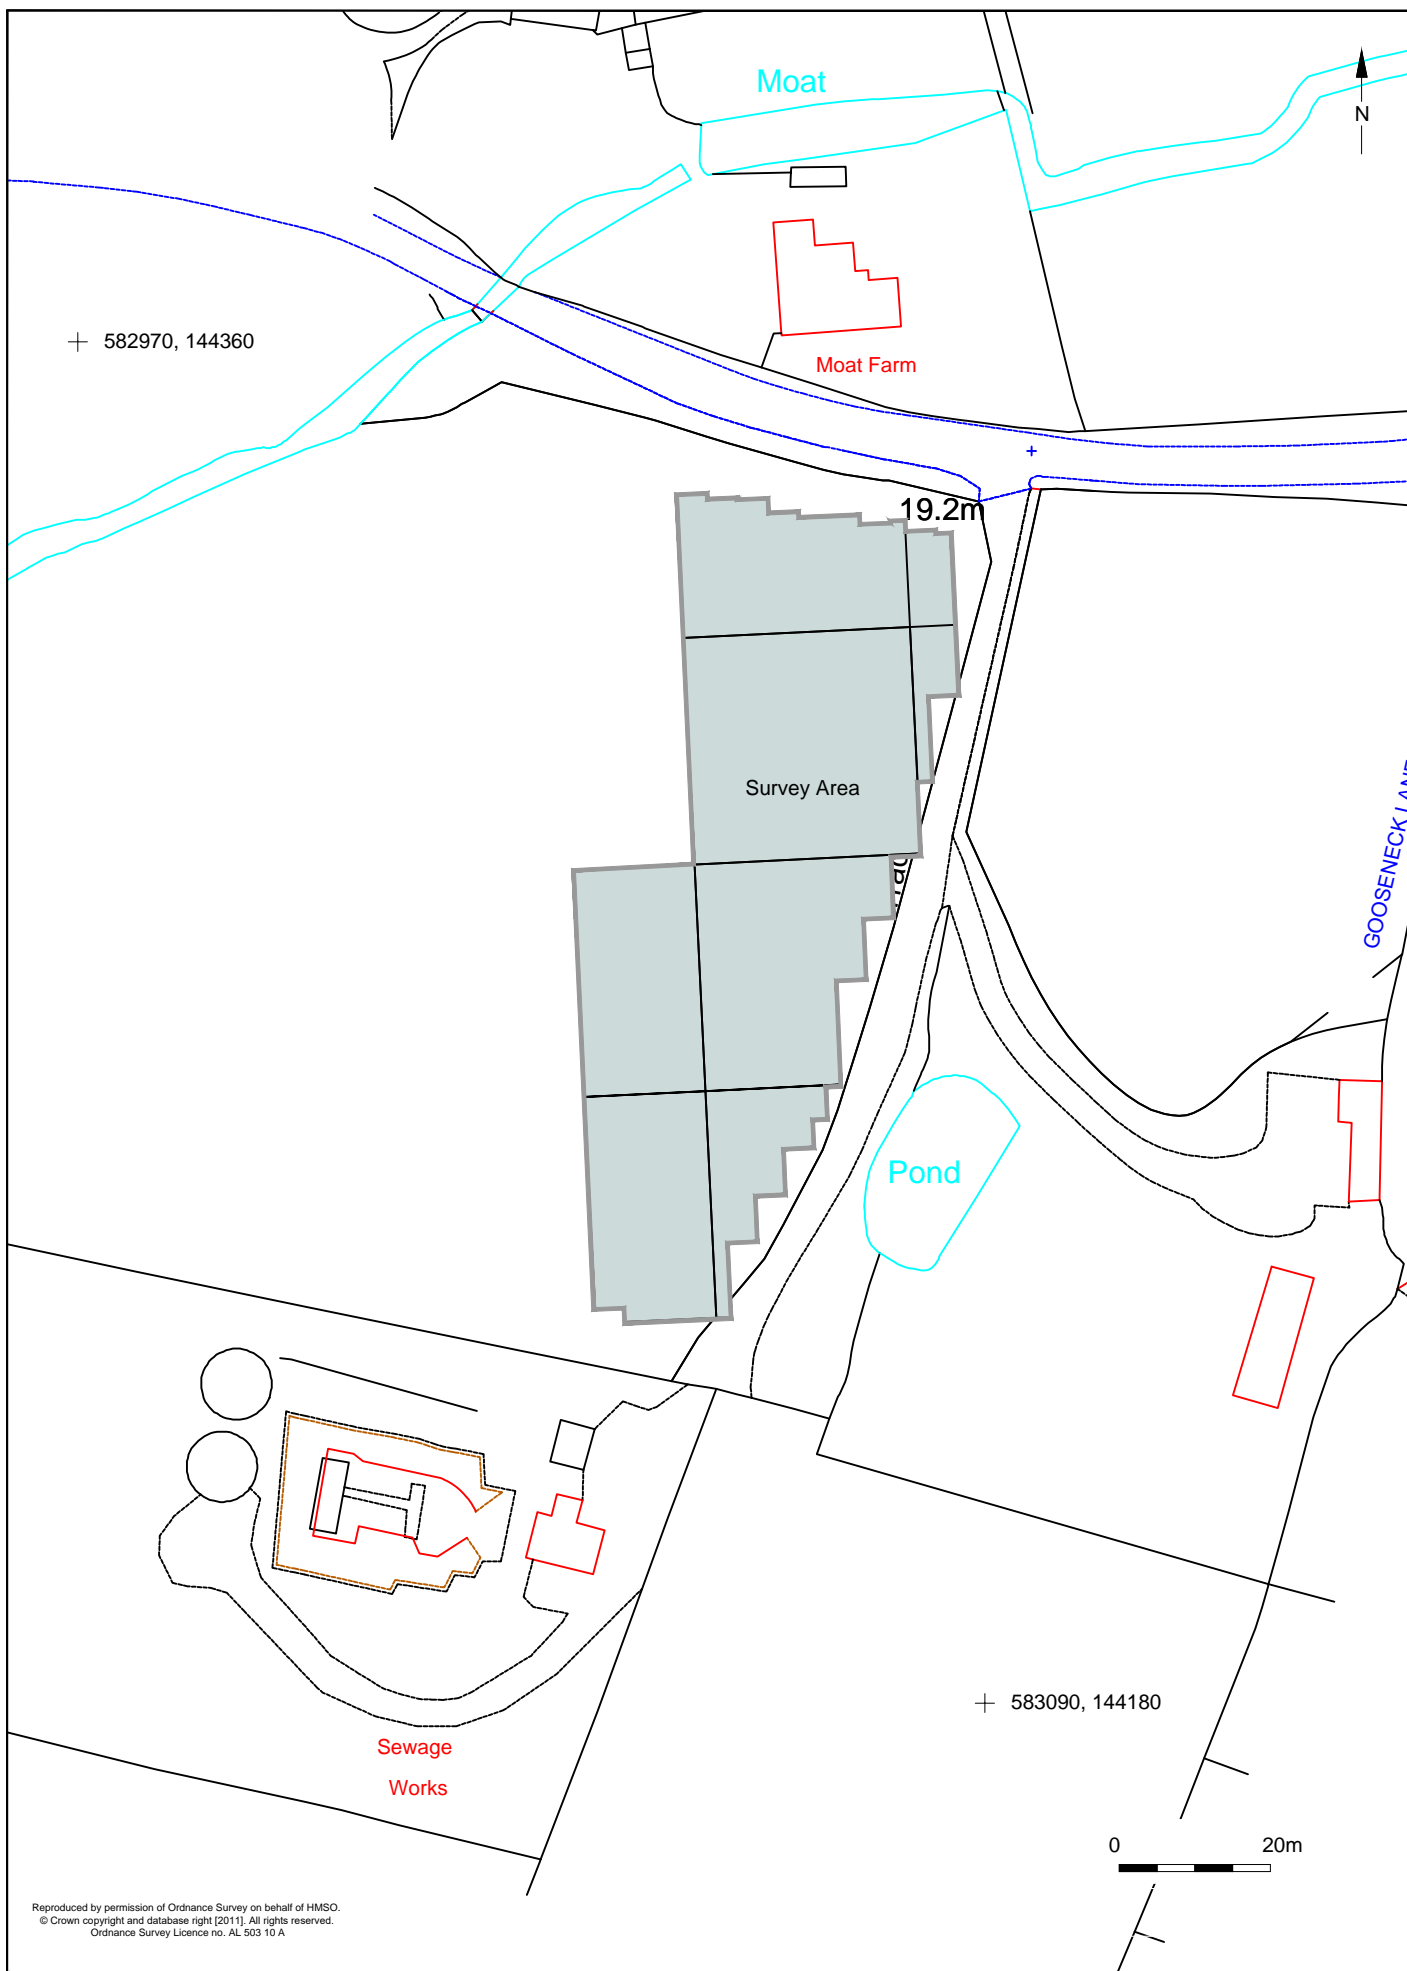 Moat
N
582970, 144360
Moat Farm
19.2m
Survey Area
GOOSENECK LANE
Pond
583090, 144180
Sewage
Works
0 20m
Reproduced by permission of Ordnance Survey on behalf of HMSO.
© Crown copyright and database right [2011]. All rights reserved.
Ordnance Survey Licence no. AL 503 10 A